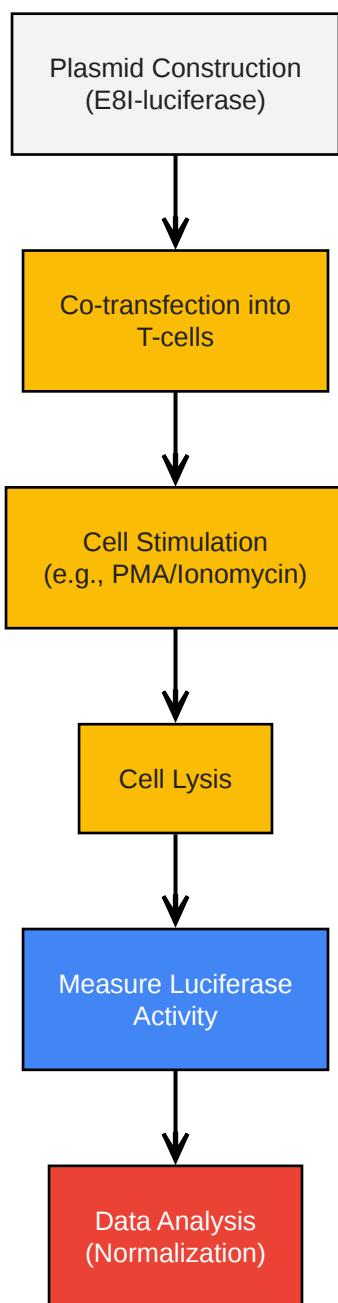 Plasmid Construction
(E8I-luciferase)
Co-transfection into
T-cells
Cell Stimulation
(e.g., PMA/Ionomycin)
Cell Lysis
Measure Luciferase
Activity
Data Analysis
(Normalization)